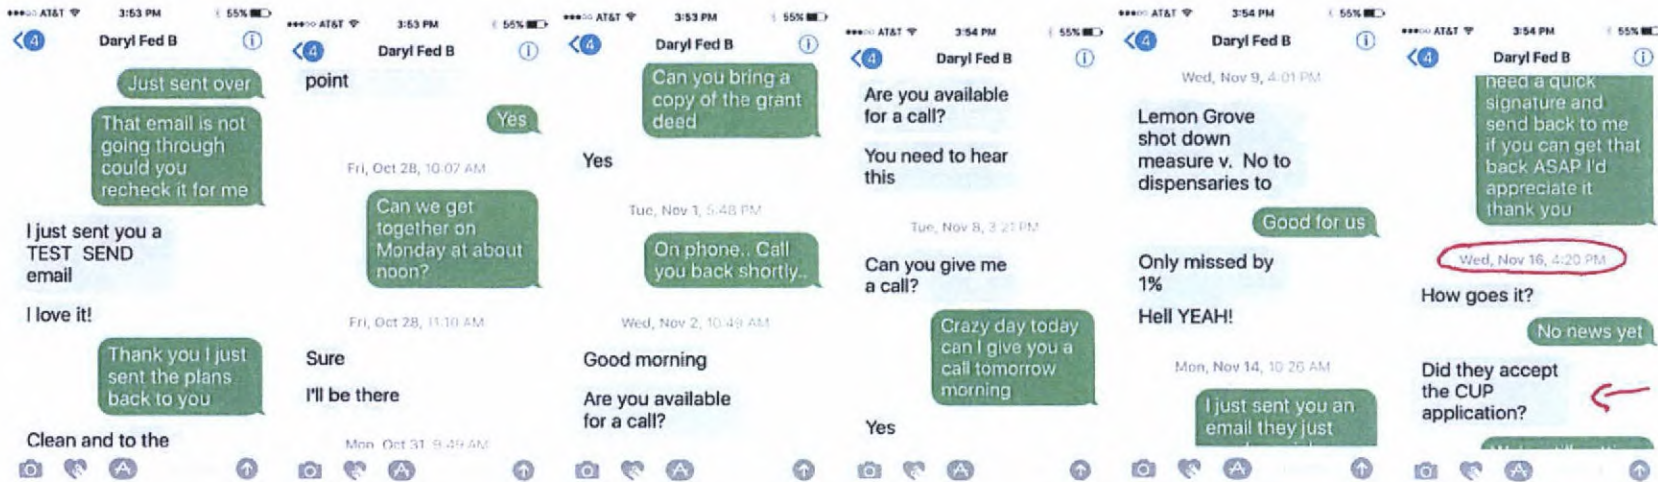 AT&T 3:53 PM 55%
4
Daryl Fed B
Just sent over
That email is not
going through
could you
recheck it for me
I just sent you a
TEST SEND
email
I love it!
Thank you I just
sent the plans
back to you
Clean and to the
AT&T 3:53 PM 55%
4
Daryl Fed B
point
Yes
Fri, Oct 28, 10:07 AM
Can we get
together on
Monday at about
noon?
Fri, Oct 28, 11:10 AM
Sure
I'll be there
Mon, Oct 31, 9:49 AM
AT&T 3:53 PM 55%
4
Daryl Fed B
Can you bring a
copy of the grant
deed
Yes
Tue, Nov 1, 5:48 PM
On phone.. Call
you back shortly..
Wed, Nov 2, 10:49 AM
Good morning
Are you available
for a call?
AT&T 3:54 PM 55%
4
Daryl Fed B
Are you available
for a call?
You need to hear
this
Tue, Nov 8, 3:21 PM
Can you give me
a call?
Crazy day today
can I give you a
call tomorrow
morning
Yes
AT&T 3:54 PM 55%
4
Daryl Fed B
Wed, Nov 9, 4:01 PM
Lemon Grove
shot down
measure v. No to
dispensaries to
Good for us
Only missed by
1%
Hell YEAH!
Mon, Nov 14, 10:26 AM
I just sent you an
email they just
AT&T 3:54 PM 55%
4
Daryl Fed B
need a quick
signature and
send back to me
if you can get that
back ASAP I'd
appreciate it
thank you
Wed, Nov 16, 4:20 PM
How goes it?
No news yet
Did they accept
the CUP
application?